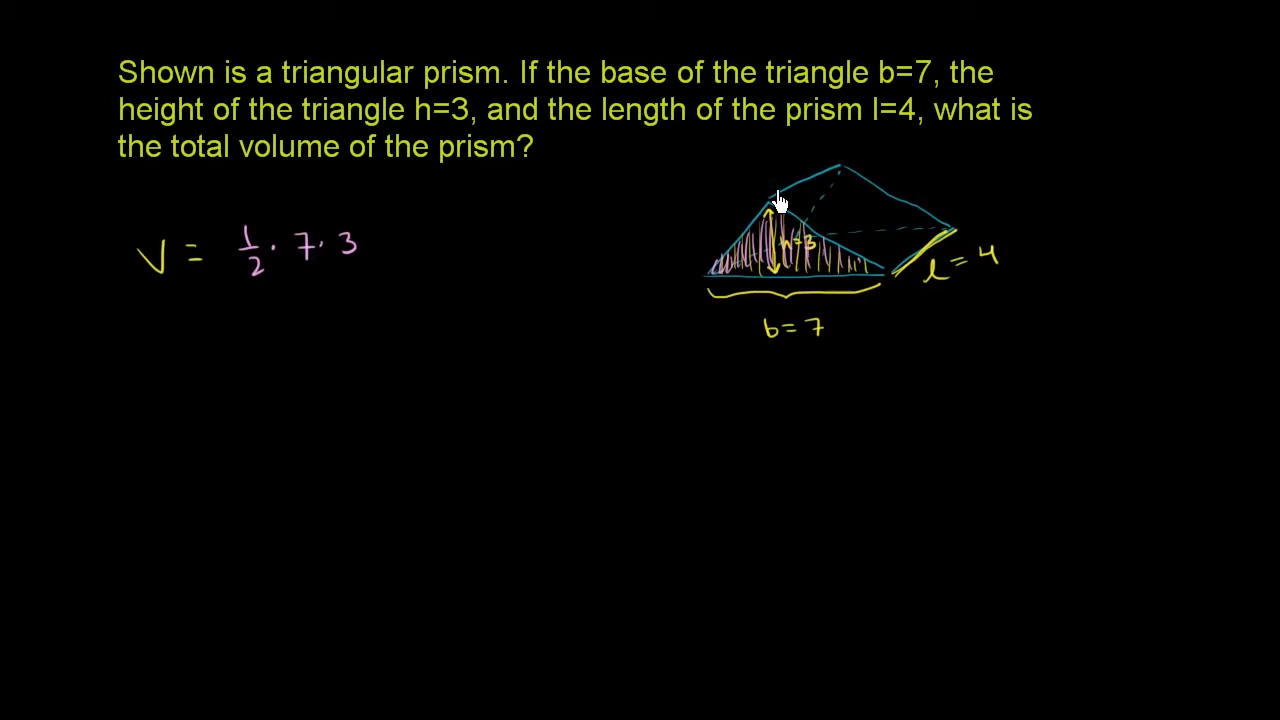 Shown is a triangular prism. If the base of the triangle b=7, the
height of the triangle h=3, and the length of the prism l=4, what is
the total volume of the prism?
V = 1/2 · 7 · 3
h=3
l = 4
b = 7